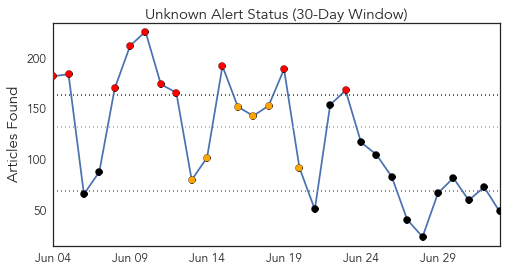 Unknown Alert Status (30-Day Window)
Articles Found
200
150
100
50
Jun 04
Jun 09
Jun 14
Jun 19
Jun 24
Jun 29